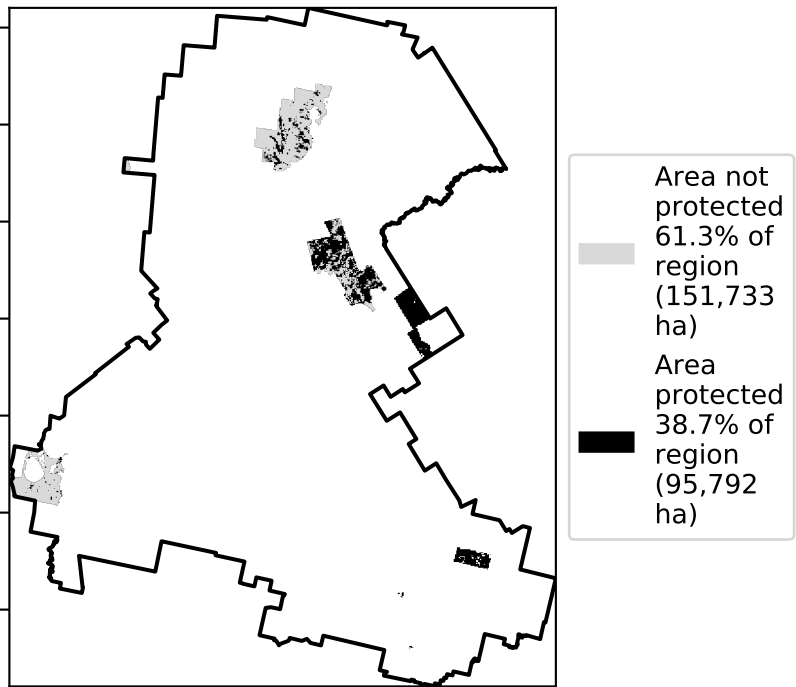 Area not
protected
61.3% of
region
(151,733
ha)
Area
protected
38.7% of
region
(95,792
ha)